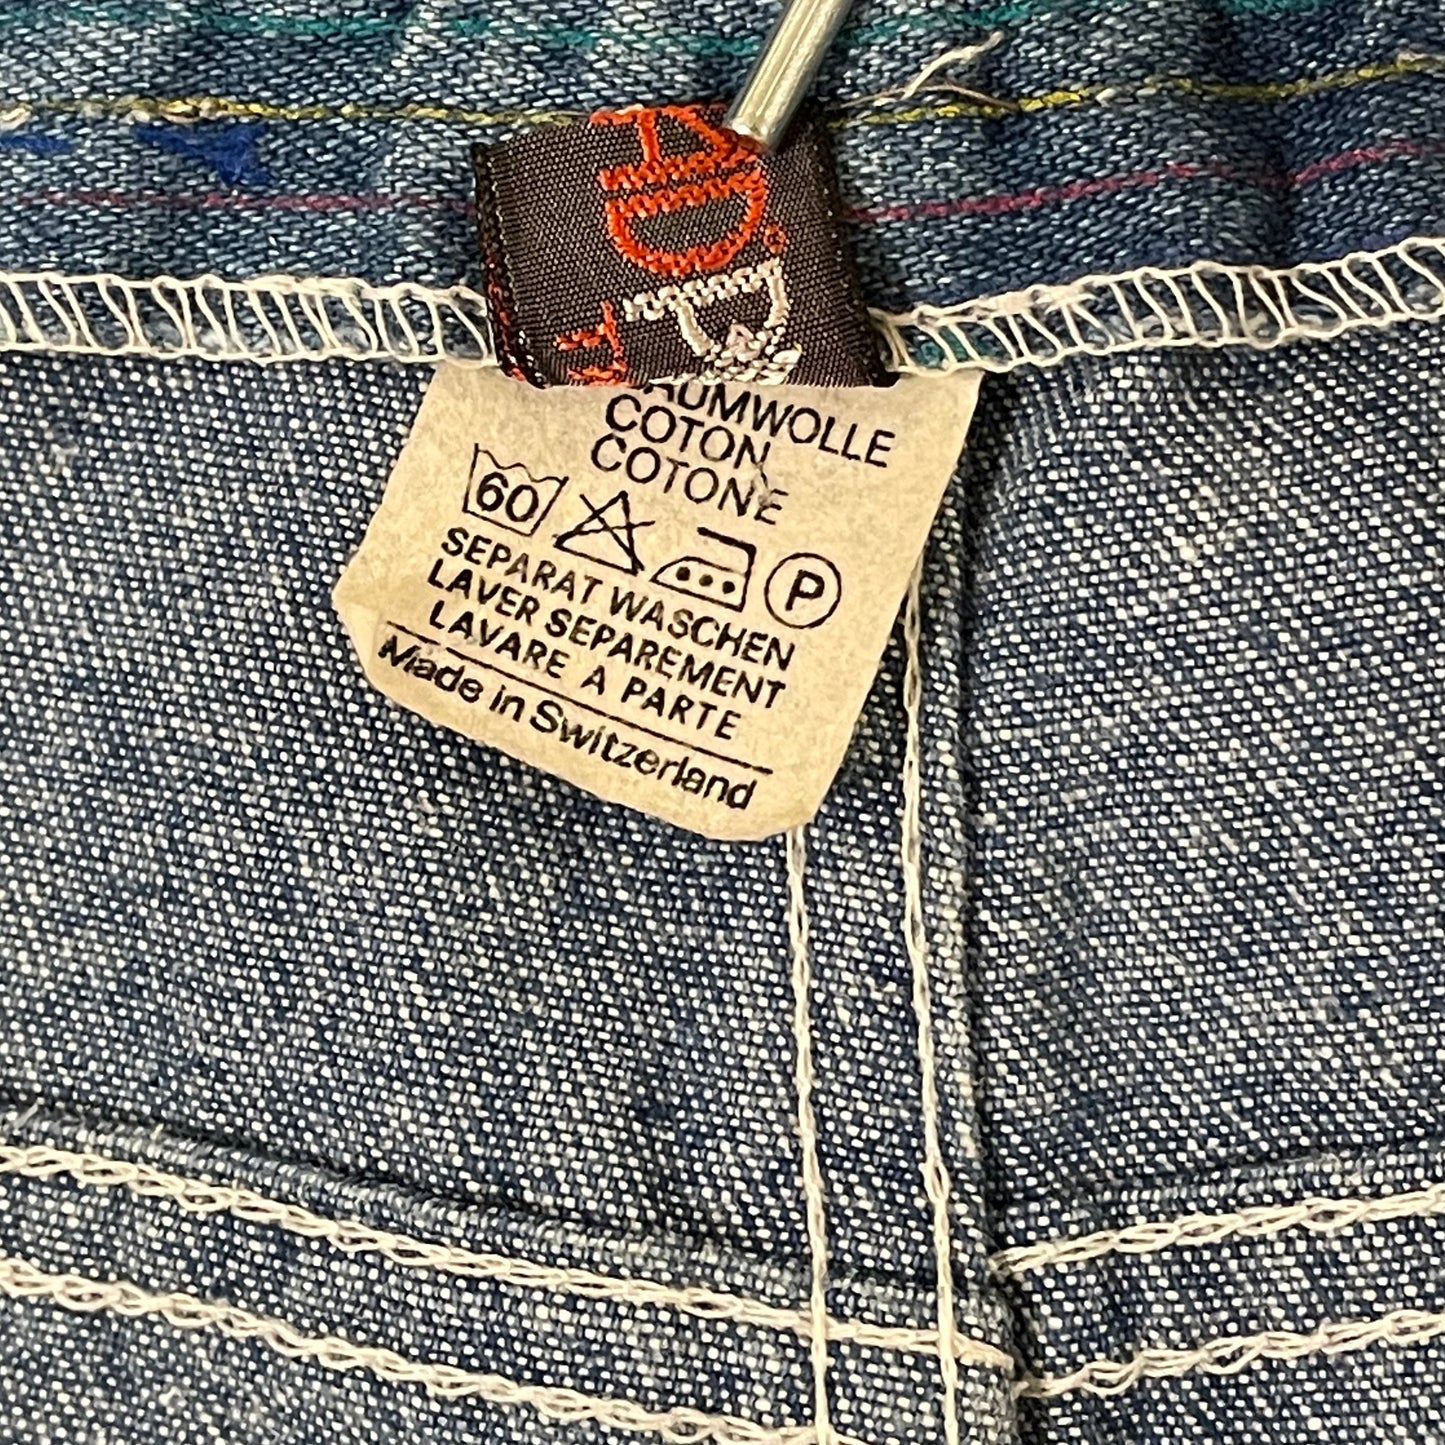 COTON
COTONE
60
P
SEPARAT WASCHEN
LAVER SEPAREMENT
LAVARE A PARTE
Made in Switzerland